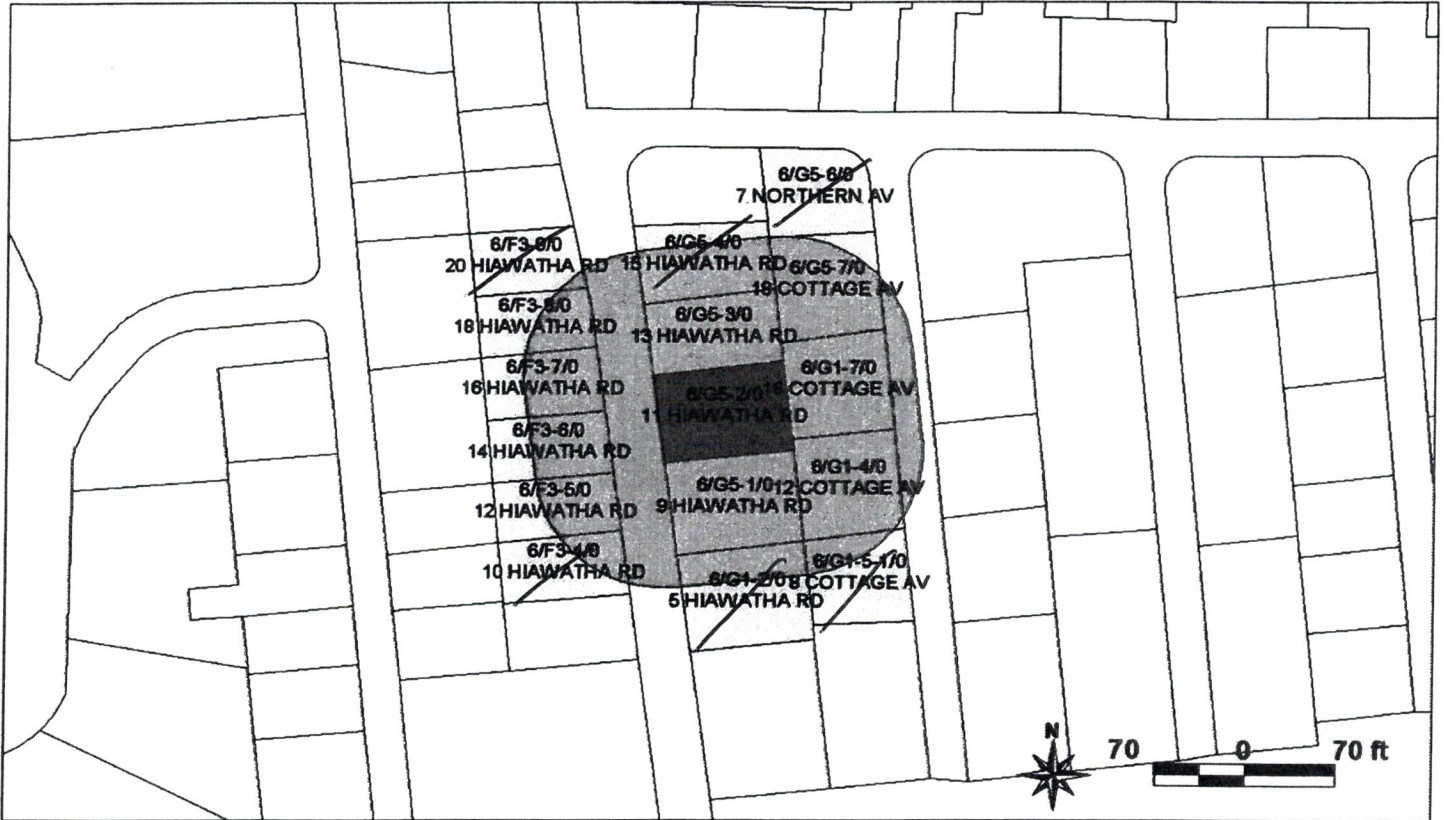 6/G5-6/0
7 NORTHERN AV
6/F3-9/0
20 HIAWATHA RD
6/G5-4/0
15 HIAWATHA RD
6/G5-7/0
18 COTTAGE AV
6/F3-8/0
18 HIAWATHA RD
6/G5-3/0
13 HIAWATHA RD
6/F3-7/0
16 HIAWATHA RD
6/G1-7/0
16 COTTAGE AV
6/G5-2/0
11 HIAWATHA RD
6/F3-6/0
14 HIAWATHA RD
6/G1-4/0
12 COTTAGE AV
6/F3-5/0
12 HIAWATHA RD
6/G5-1/0
9 HIAWATHA RD
6/F3-4/0
10 HIAWATHA RD
6/G1-5-1/0
8 COTTAGE AV
6/G1-2/0
5 HIAWATHA RD
N
70 0 70 ft